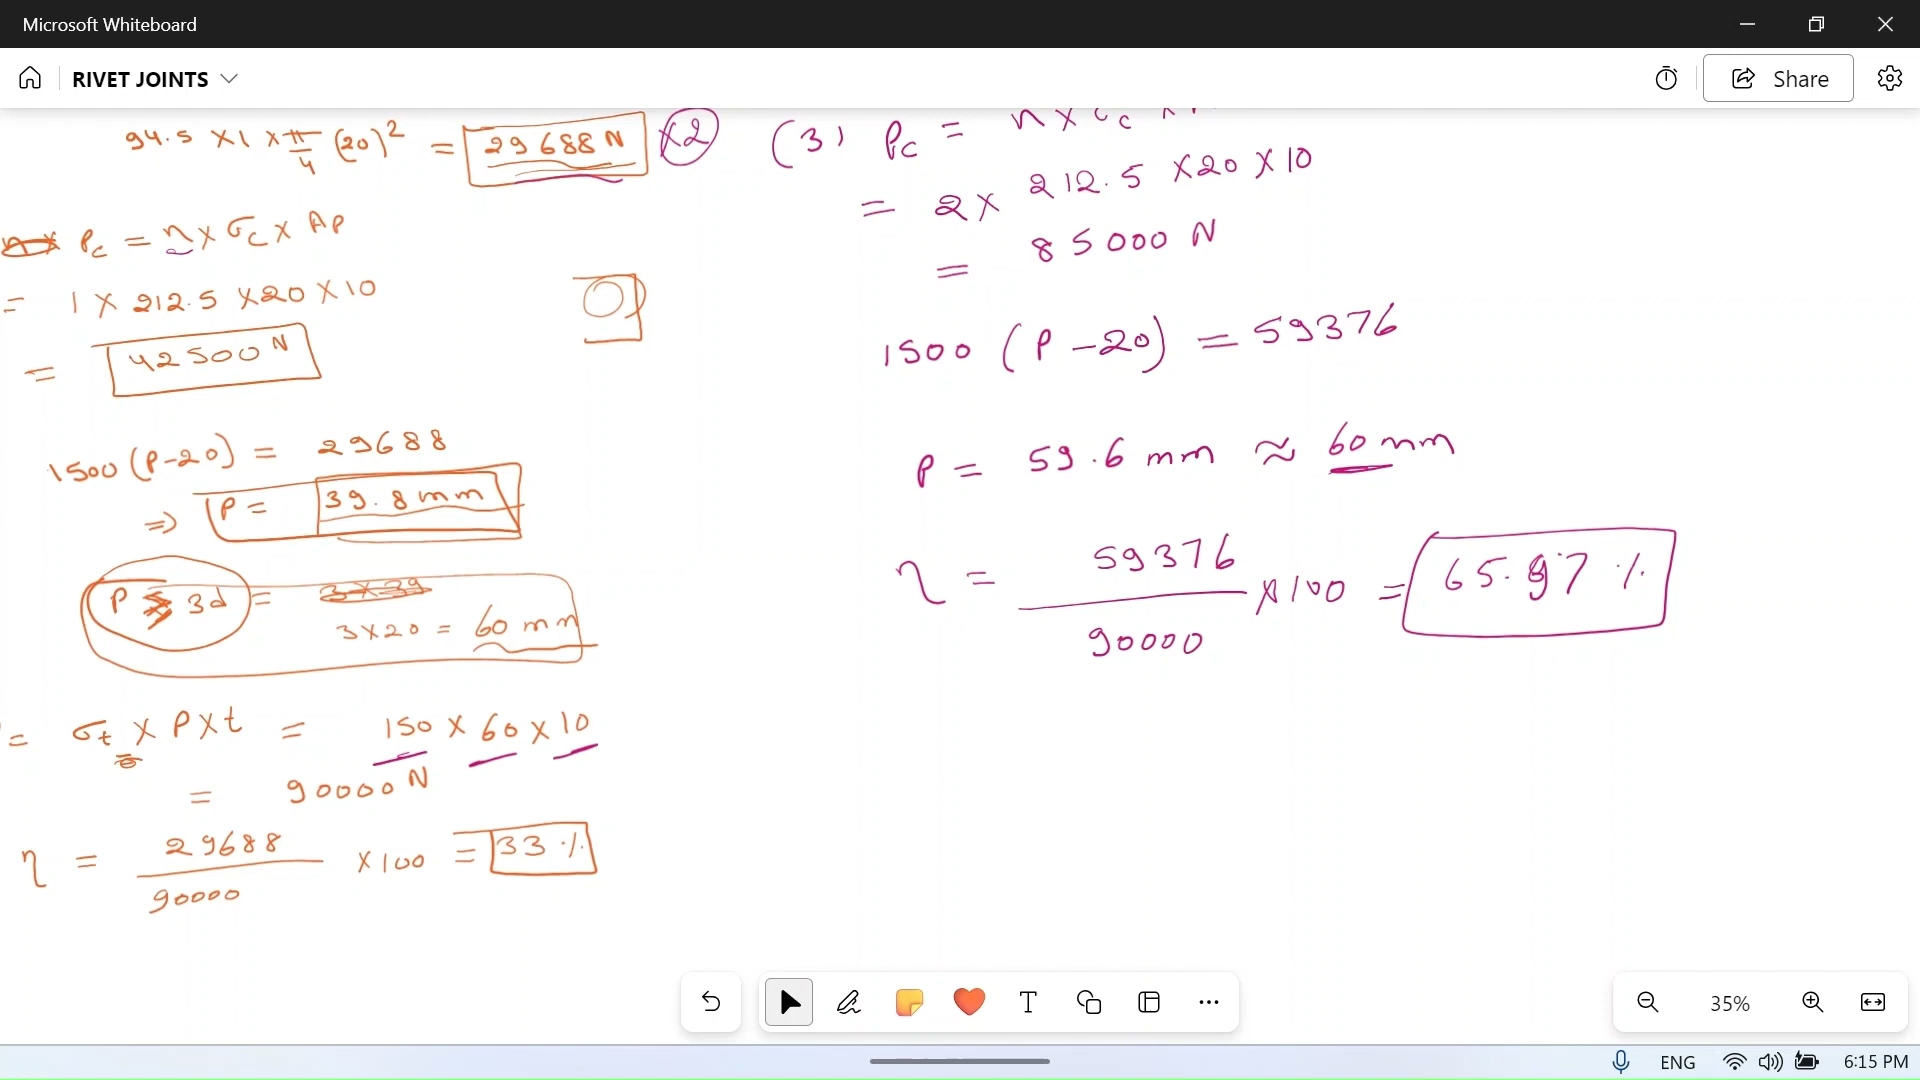 Microsoft Whiteboard
RIVET JOINTS
Share
94.5 × 1 × π/4 (20)² = 29688 N ×2
Pc = n × σc × Ap
= 1 × 212.5 × 20 × 10
= 42500 N
1500 (P-20) = 29688
⇒ P = 39.8 mm
P 3d =
3×20 = 60 mm
= σt × P × t = 150 × 60 × 10
= 90000 N
η = 29688 / 90000 × 100 = 33 %
(3) Pc = n ×
= 2 × 212.5 × 20 × 10
= 85000 N
1500 (P - 20) = 59376
P = 59.6 mm ≈ 60 mm
η = 59376 / 90000 × 100 = 65.97 %
35%
ENG
6:15 PM